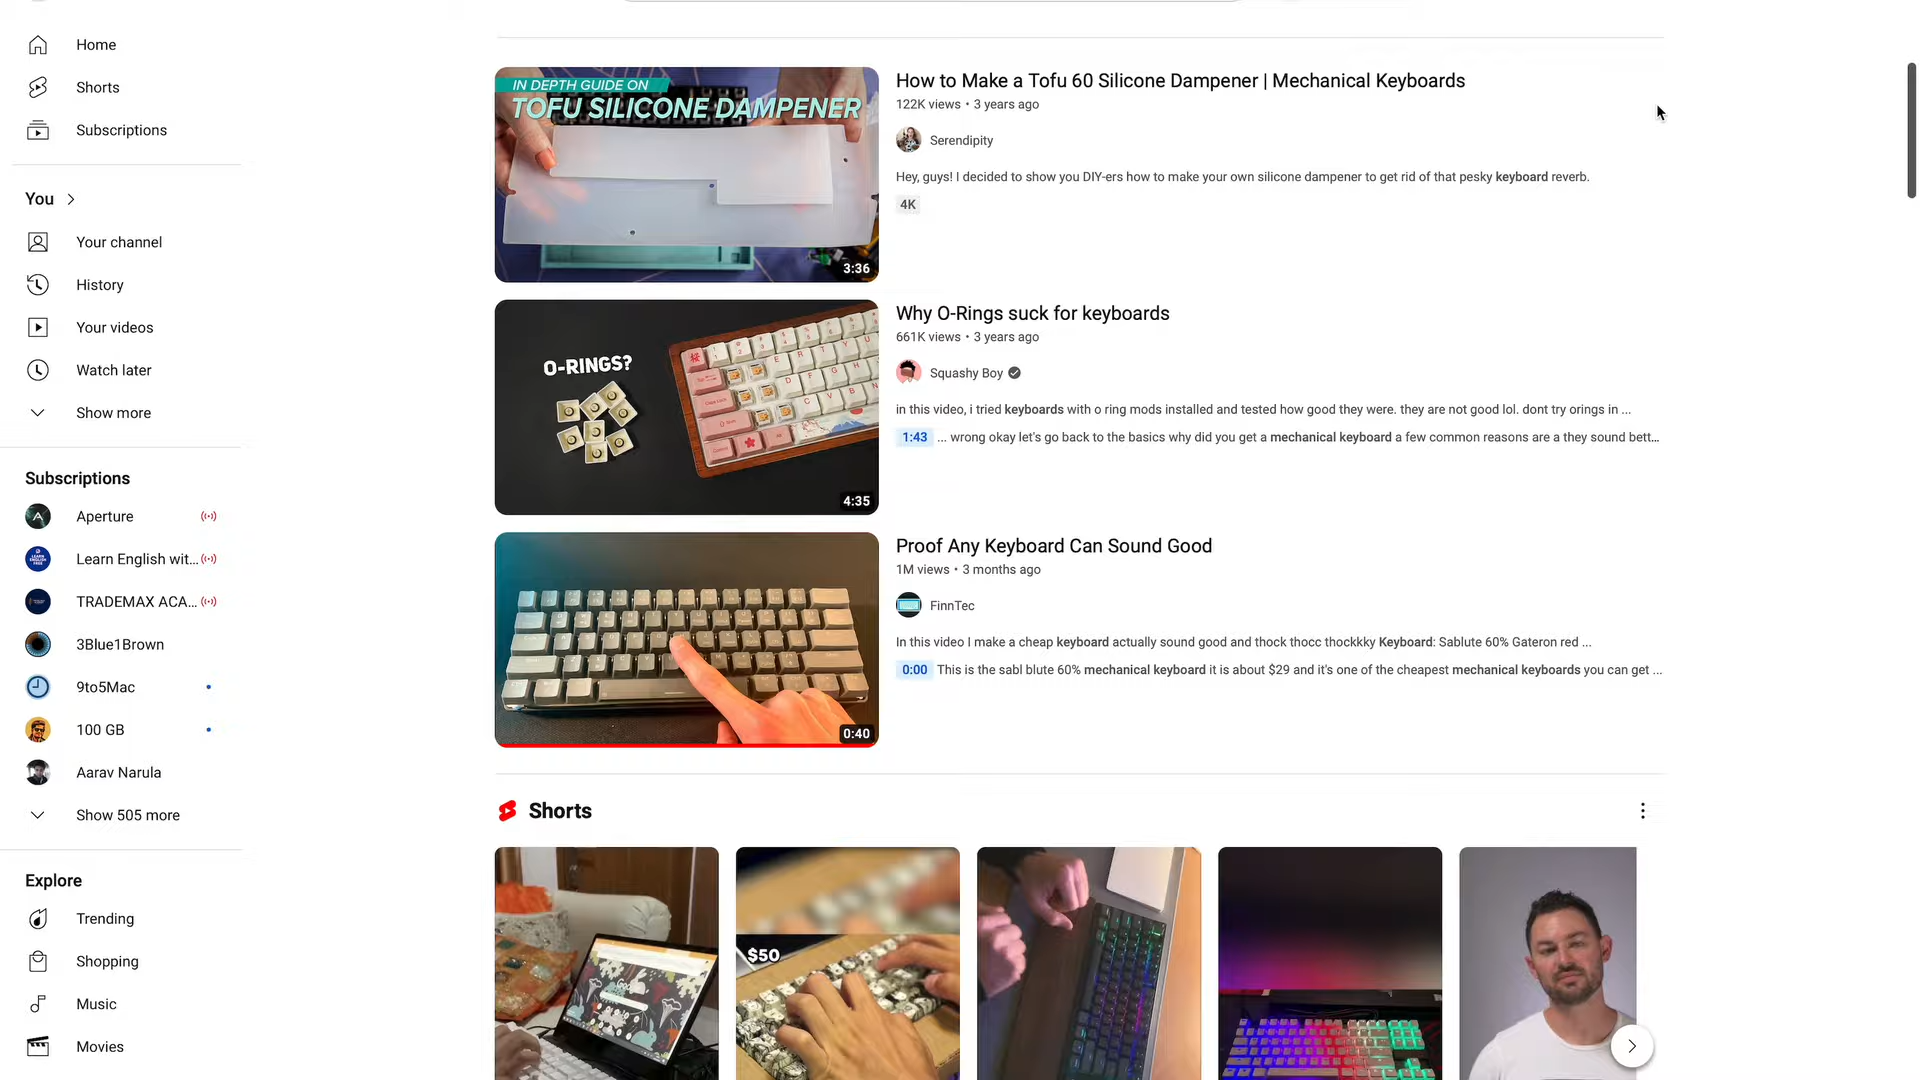 Home
Shorts
Subscriptions
You
Your channel
History
Your videos
Watch later
Show more
Subscriptions
Aperture
Learn English wit...
TRADEMAX ACA...
3Blue1Brown
9to5Mac
100 GB
Aarav Narula
Show 505 more
Explore
Trending
Shopping
Music
Movies
IN DEPTH GUIDE ON
TOFU SILICONE DAMPENER
3:36
How to Make a Tofu 60 Silicone Dampener | Mechanical Keyboards
122K views • 3 years ago
Serendipity
Hey, guys! I decided to show you DIY-ers how to make your own silicone dampener to get rid of that pesky keyboard reverb.
4K
O-RINGS?
4:35
Why O-Rings suck for keyboards
661K views • 3 years ago
Squashy Boy
in this video, i tried keyboards with o ring mods installed and tested how good they were. they are not good lol. dont try orings in ...
1:43 ... wrong okay let's go back to the basics why did you get a mechanical keyboard a few common reasons are a they sound bett...
0:40
Proof Any Keyboard Can Sound Good
1M views • 3 months ago
FinnTec
In this video I make a cheap keyboard actually sound good and thock thocc thockkky Keyboard: Sablute 60% Gateron red ...
0:00 This is the sabl blute 60% mechanical keyboard it is about $29 and it's one of the cheapest mechanical keyboards you can get ...
Shorts
$50